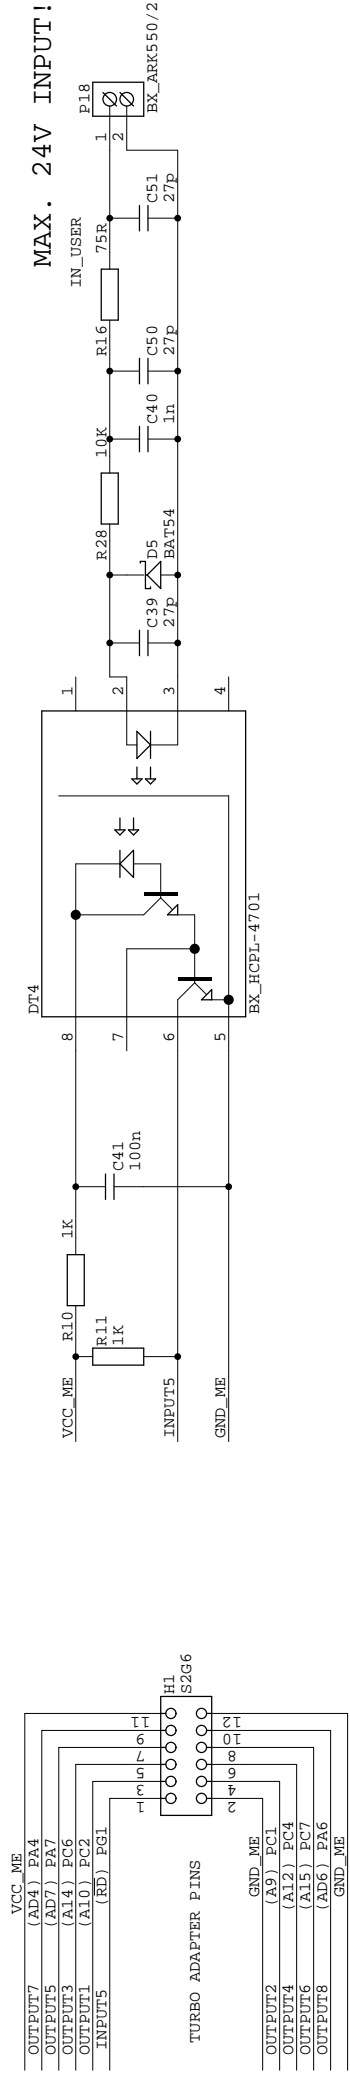 MAX. 24V INPUT!
P18
BX_ARK550/2
1
2
C51
27p
IN_USER
75R
R16
C50
27p
C40
1n
10K
R28
D5
BAT54
C39
27p
1
2
3
4
DT4
BX_HCPL-4701
8
7
6
5
C41
100n
1K
R10
R11
1K
VCC_ME
INPUT5
GND_ME
H1
S2G6
11
9
7
5
3
1
12
10
8
6
4
2
VCC_ME
OUTPUT7 (AD4) PA4
OUTPUT5 (AD7) PA7
OUTPUT3 (A14) PC6
OUTPUT1 (A10) PC2
INPUT5 (RD) PG1
TURBO ADAPTER PINS
GND_ME
OUTPUT2 (A9) PC1
OUTPUT4 (A12) PC4
OUTPUT6 (A15) PC7
OUTPUT8 (AD6) PA6
GND_ME